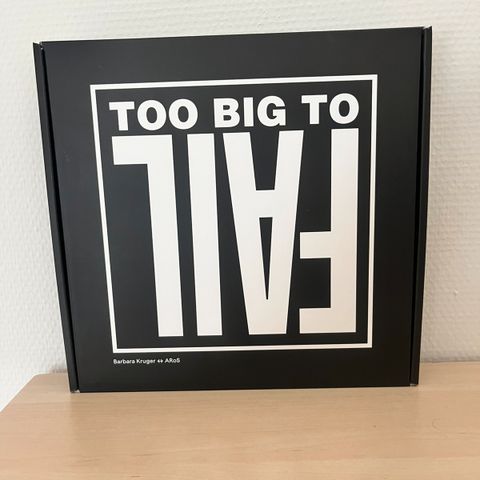 TOO BIG TO
FAIL
Barbara Kruger ↔ ARoS